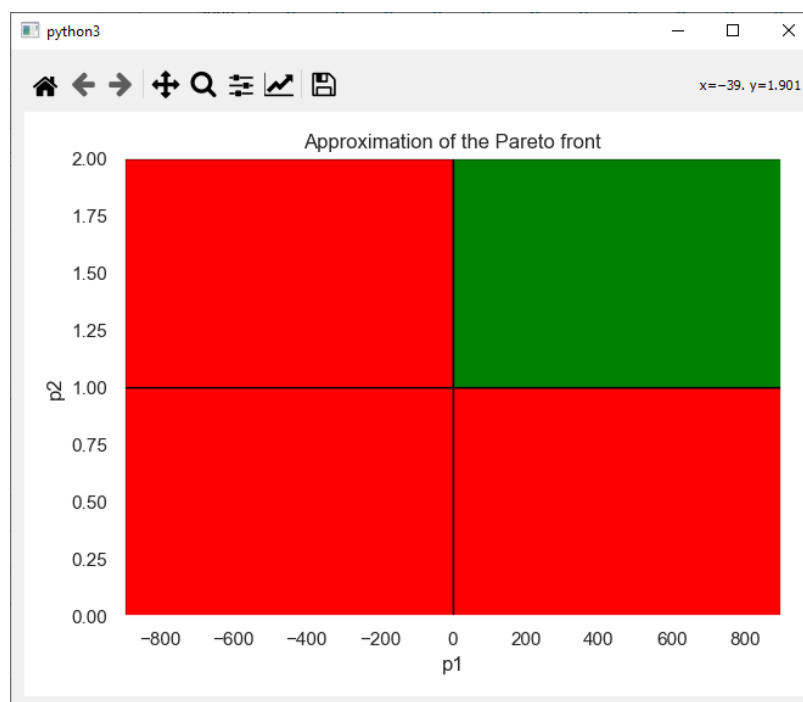 python3
x=−39. y=1.901
Approximation of the Pareto front
2.00
1.75
1.50
1.25
1.00
0.75
0.50
0.25
0.00
p2
−800 −600 −400 −200 0 200 400 600 800
p1